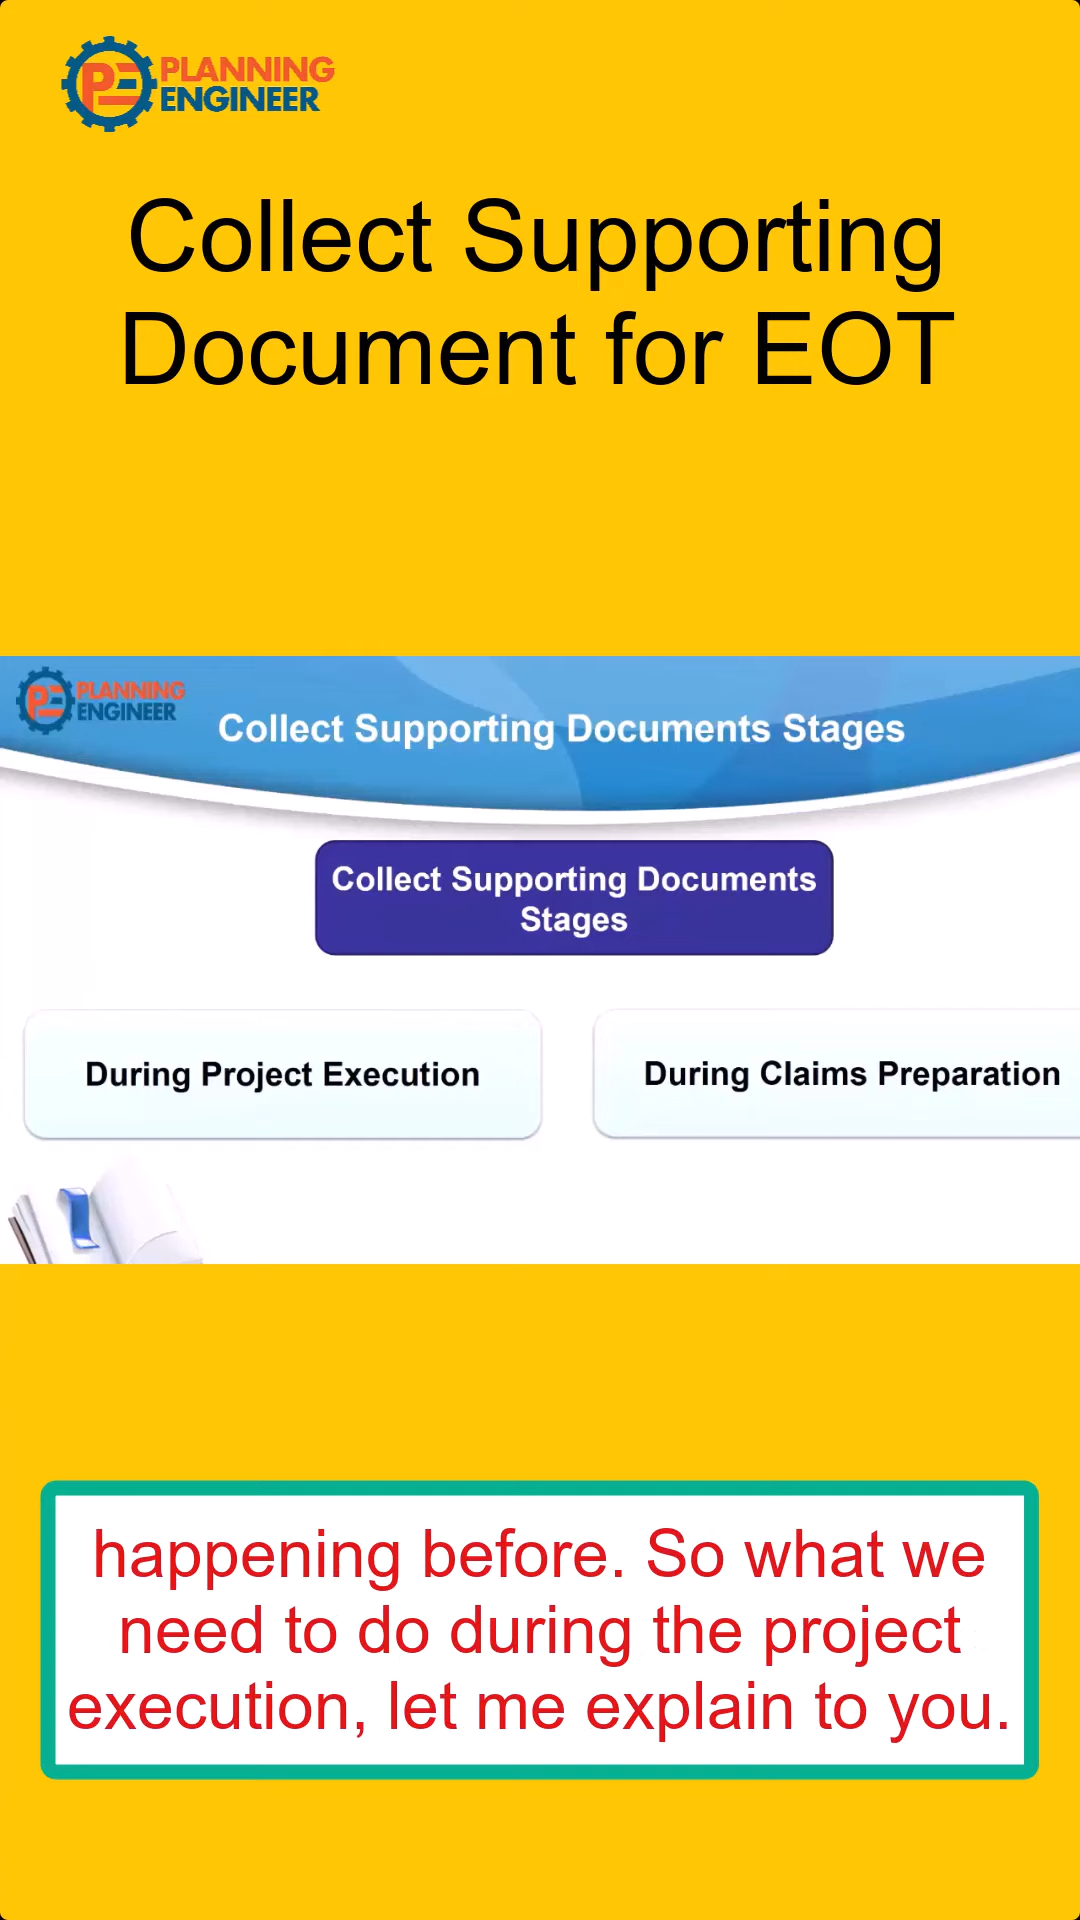 PLANNING
ENGINEER
Collect Supporting
Document for EOT
PLANNING
ENGINEER
Collect Supporting Documents Stages
Collect Supporting Documents
Stages
During Project Execution
During Claims Preparation
happening before. So what we
need to do during the project
execution, let me explain to you.